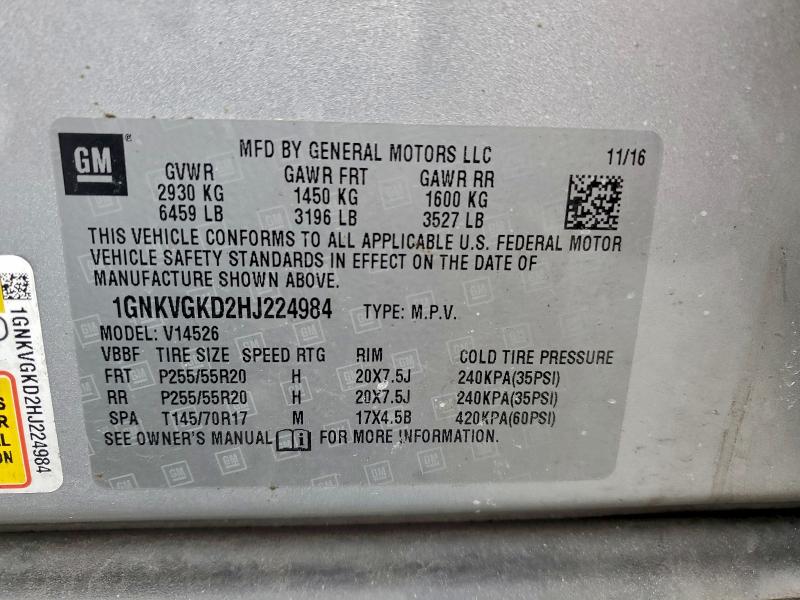 GM
MFD BY GENERAL MOTORS LLC 11/16
GVWR GAWR FRT GAWR RR
2930 KG 1450 KG 1600 KG
6459 LB 3196 LB 3527 LB
THIS VEHICLE CONFORMS TO ALL APPLICABLE U.S. FEDERAL MOTOR
VEHICLE SAFETY STANDARDS IN EFFECT ON THE DATE OF
MANUFACTURE SHOWN ABOVE.
1GNKVGKD2HJ224984 TYPE: M.P.V.
MODEL: V14526
VBBF TIRE SIZE SPEED RTG RIM COLD TIRE PRESSURE
FRT P255/55R20 H 20X7.5J 240KPA(35PSI)
RR P255/55R20 H 20X7.5J 240KPA(35PSI)
SPA T145/70R17 M 17X4.5B 420KPA(60PSI)
SEE OWNER'S MANUAL FOR MORE INFORMATION.
1GNKVGKD2HJ224984